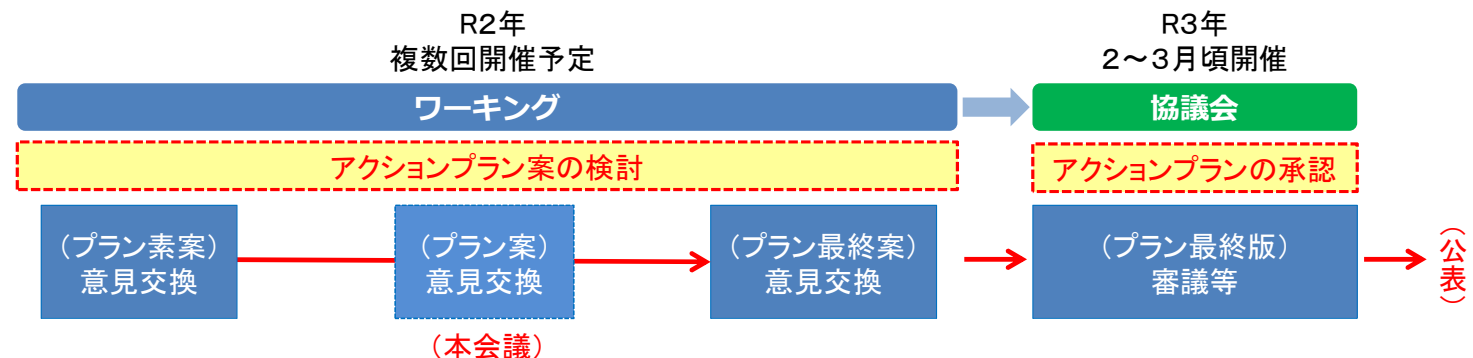 R2年
複数回開催予定
R3年
2～3月頃開催
ワーキング
協議会
アクションプラン案の検討
アクションプランの承認
（プラン素案）
意見交換
（プラン案）
意見交換
（プラン最終案）
意見交換
（プラン最終版）
審議等
（公表）
（本会議）